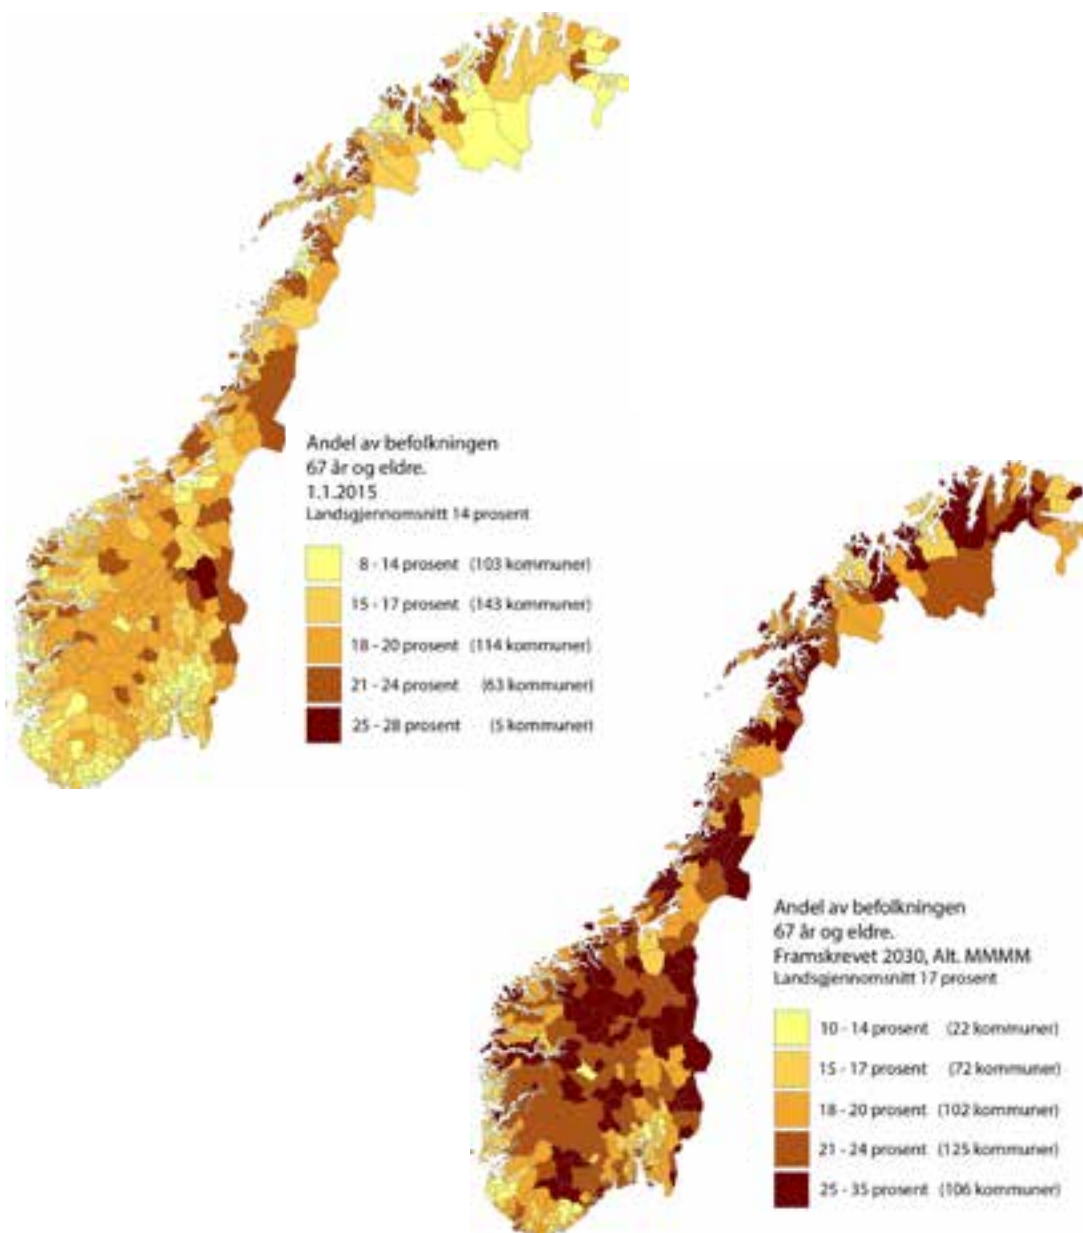 Andel av befolkningen
67 år og eldre.
1.1.2015
Landsgjennomsnitt 14 prosent
8 - 14 prosent (103 kommuner)
15 - 17 prosent (143 kommuner)
18 - 20 prosent (114 kommuner)
21 - 24 prosent (63 kommuner)
25 - 28 prosent (5 kommuner)
Andel av befolkningen
67 år og eldre.
Framskrevet 2030, Alt. MMMM
Landsgjennomsnitt 17 prosent
10 - 14 prosent (22 kommuner)
15 - 17 prosent (72 kommuner)
18 - 20 prosent (102 kommuner)
21 - 24 prosent (125 kommuner)
25 - 35 prosent (106 kommuner)